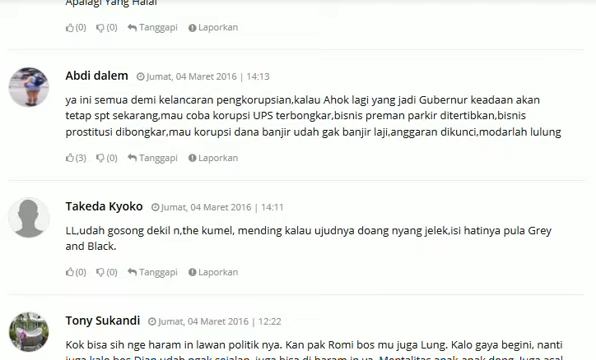 Apalagi Yang Halal
(0) (0) Tanggapi Laporkan
Abdi dalem Jumat, 04 Maret 2016 | 14:13
ya ini semua demi kelancaran pengkorupsian,kalau Ahok lagi yang jadi Gubernur keadaan akan
tetap spt sekarang,mau coba korupsi UPS terbongkar,bisnis preman parkir ditertibkan,bisnis
prostitusi dibongkar,mau korupsi dana banjir udah gak banjir laji,anggaran dikunci,modarlah lulung
(3) (0) Tanggapi Laporkan
Takeda Kyoko Jumat, 04 Maret 2016 | 14:11
LL,udah gosong dekil n,the kumel, mending kalau ujudnya doang nyang jelek,isi hatinya pula Grey
and Black.
(0) (0) Tanggapi Laporkan
Tony Sukandi Jumat, 04 Maret 2016 | 12:22
Kok bisa sih nge haram in lawan politik nya. Kan pak Romi bos mu juga Lung. Kalo gaya begini, nanti
juga kalo bos Djan udah ngak sejalan, juga bisa di haram in ya. Mentalitas anak anak dong. Juga asal